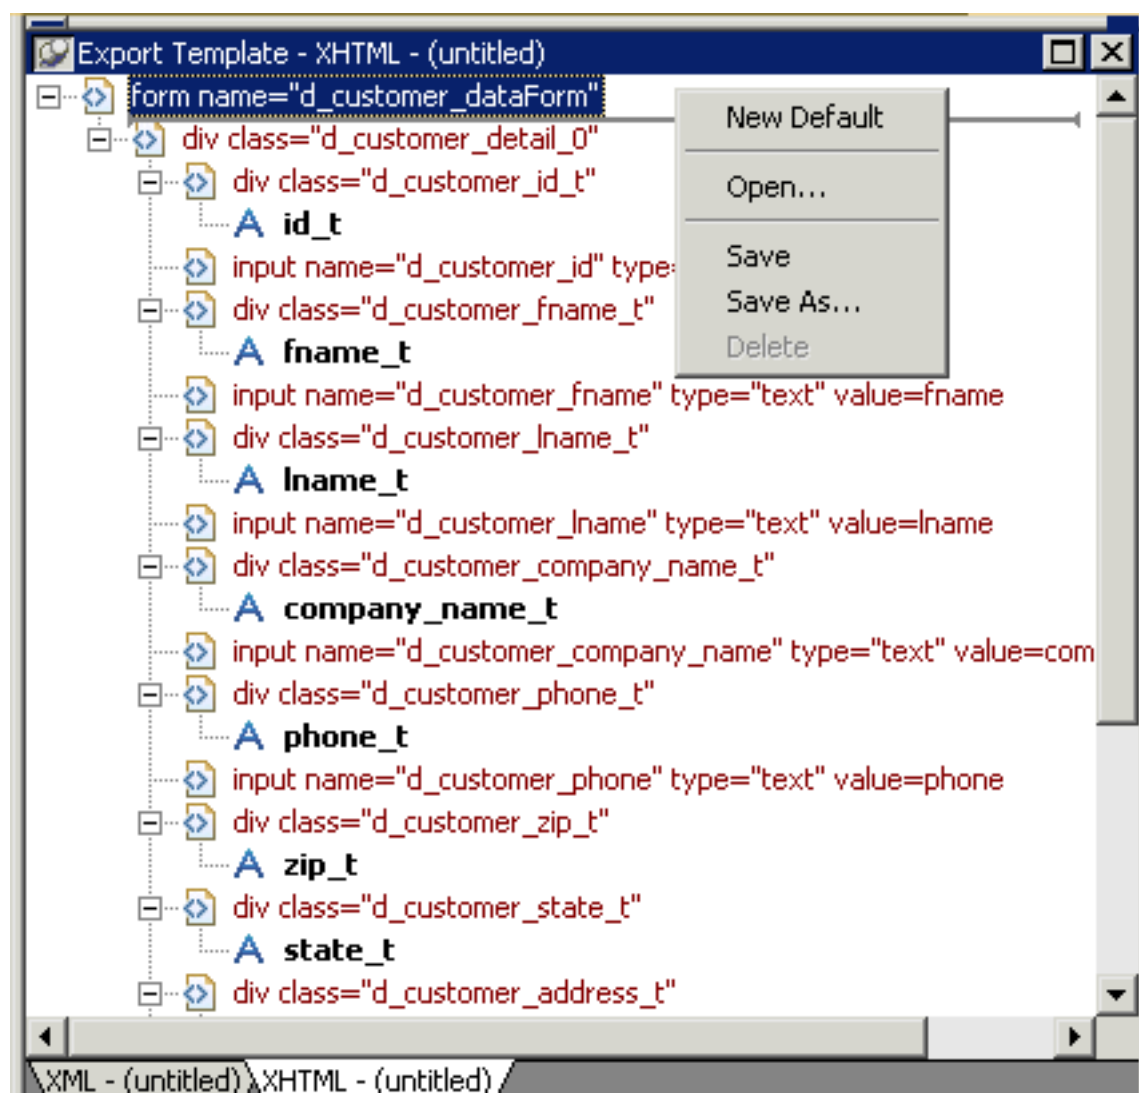 Export Template - XHTML - (untitled)
form name="d_customer_dataForm"
New Default
div class="d_customer_detail_0"
div class="d_customer_id_t"
Open...
id_t
Save
input name="d_customer_id" type=
Save As...
div class="d_customer_fname_t"
Delete
fname_t
input name="d_customer_fname" type="text" value=fname
div class="d_customer_lname_t"
lname_t
input name="d_customer_lname" type="text" value=lname
div class="d_customer_company_name_t"
company_name_t
input name="d_customer_company_name" type="text" value=com
div class="d_customer_phone_t"
phone_t
input name="d_customer_phone" type="text" value=phone
div class="d_customer_zip_t"
zip_t
div class="d_customer_state_t"
state_t
div class="d_customer_address_t"
XML - (untitled) XHTML - (untitled)